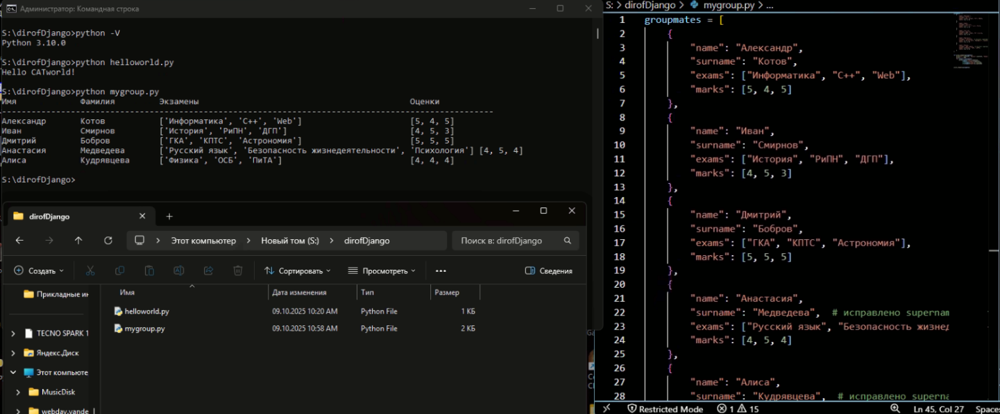 Администратор: Командная строка
S:\dirofDjango>python -V
Python 3.10.0
S:\dirofDjango>python helloworld.py
Hello CATworld!
S:\dirofDjango>python mygroup.py
Имя Фамилия Экзамены Оценки
---------------------------------------------------------------------------------------------------
Александр Котов ['Информатика', 'C++', 'Web'] [5, 4, 5]
Иван Смирнов ['История', 'РиПН', 'ДГП'] [4, 5, 3]
Дмитрий Бобров ['ГКА', 'КПТС', 'Астрономия'] [5, 5, 5]
Анастасия Медведева ['Русский язык', 'Безопасность жизнедеятельности', 'Психология'] [4, 5, 4]
Алиса Кудрявцева ['Физика', 'ОСБ', 'ПиТА'] [4, 4, 4]
S:\dirofDjango>
dirofDjango
Этот компьютер > Новый том (S:) > dirofDjango
Поиск в: dirofDjango
Создать Сортировать Просмотреть ... Сведения
Имя Дата изменения Тип Размер
helloworld.py 09.10.2025 10:20 AM Python File 1 КБ
mygroup.py 09.10.2025 10:58 AM Python File 2 КБ
Прикладные ин
TECNO SPARK 1
Яндекс.Диск
Этот компьюте
MusicDisk
webdav.yande
S: > dirofDjango > mygroup.py > ...
1 groupmates = [
2 {
3 "name": "Александр",
4 "surname": "Котов",
5 "exams": ["Информатика", "C++", "Web"],
6 "marks": [5, 4, 5]
7 },
8 {
9 "name": "Иван",
10 "surname": "Смирнов",
11 "exams": ["История", "РиПН", "ДГП"],
12 "marks": [4, 5, 3]
13 },
14 {
15 "name": "Дмитрий",
16 "surname": "Бобров",
17 "exams": ["ГКА", "КПТС", "Астрономия"],
18 "marks": [5, 5, 5]
19 },
20 {
21 "name": "Анастасия",
22 "surname": "Медведева", # исправлено supernam
23 "exams": ["Русский язык", "Безопасность жизнед
24 "marks": [4, 5, 4]
25 },
26 {
27 "name": "Алиса",
28 "surname": "Кудрявцева", # исправлено superna
Restricted Mode 1 15 Ln 45, Col 27 Space